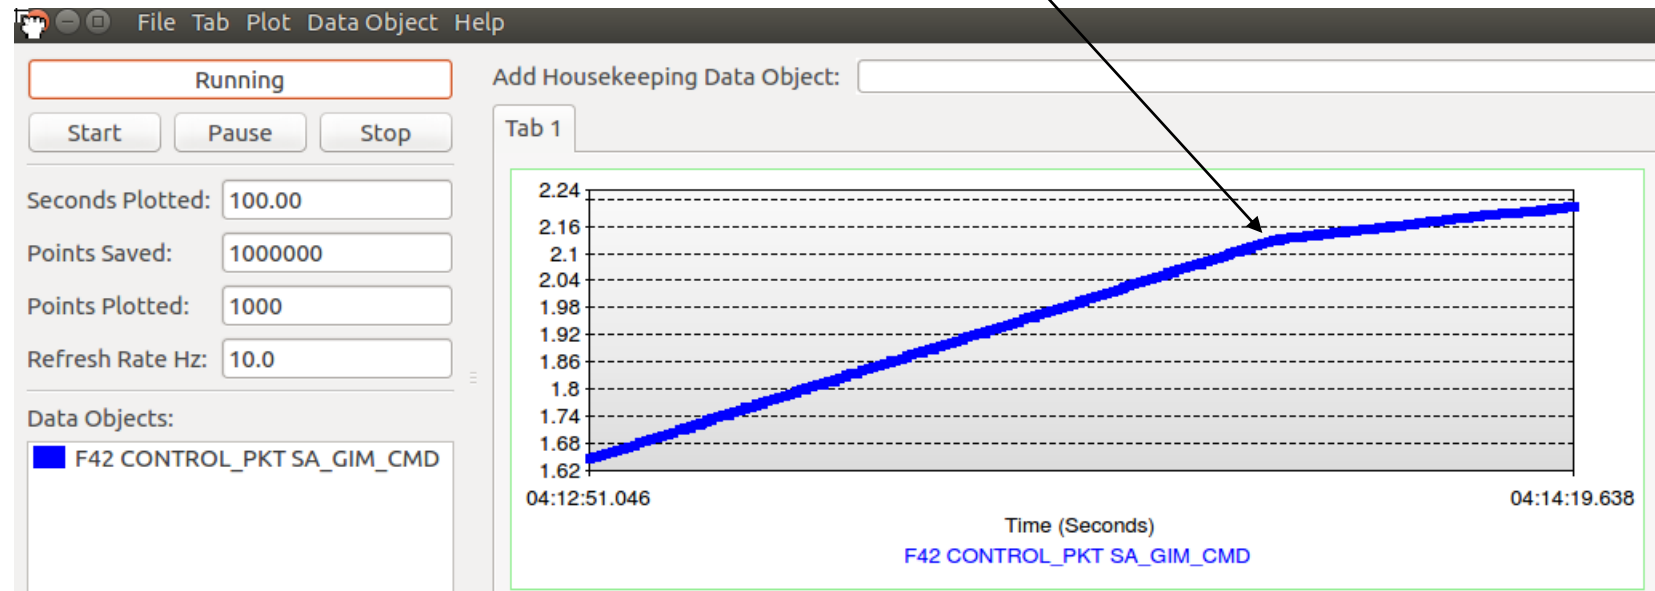 File Tab Plot Data Object Help
Running
Start Pause Stop
Seconds Plotted: 100.00
Points Saved: 1000000
Points Plotted: 1000
Refresh Rate Hz: 10.0
Data Objects:
F42 CONTROL_PKT SA_GIM_CMD
Add Housekeeping Data Object:
Tab 1
2.24
2.16
2.1
2.04
1.98
1.92
1.86
1.8
1.74
1.68
1.62
04:12:51.046 04:14:19.638
Time (Seconds)
F42 CONTROL_PKT SA_GIM_CMD